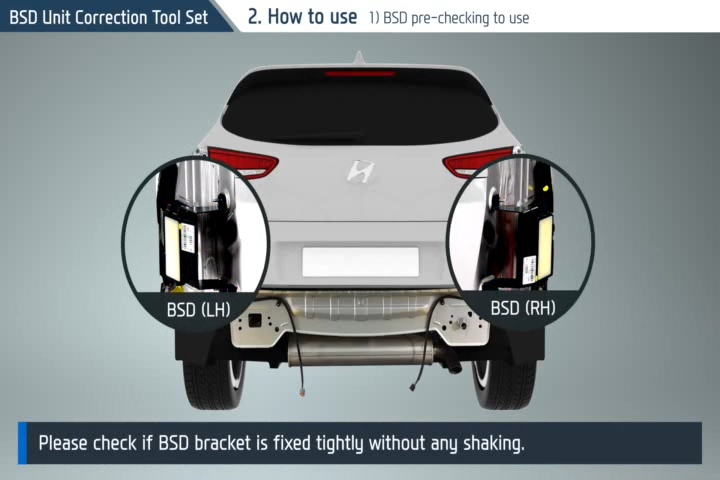 BSD Unit Correction Tool Set
2. How to use 1) BSD pre-checking to use
BSD (LH)
BSD (RH)
Please check if BSD bracket is fixed tightly without any shaking.